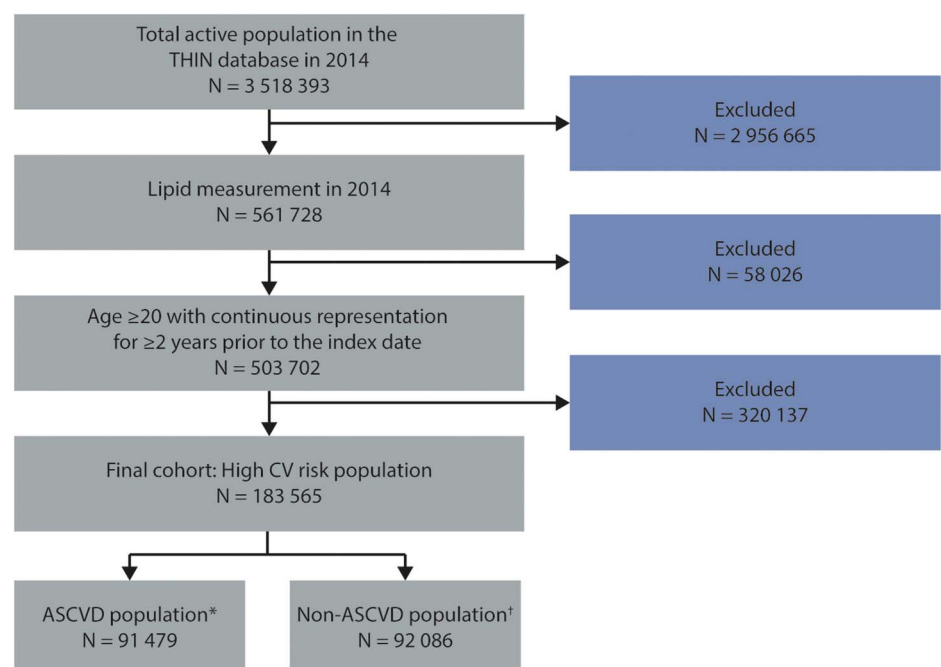 Total active population in the
THIN database in 2014
N = 3 518 393
Excluded
N = 2 956 665
Lipid measurement in 2014
N = 561 728
Excluded
N = 58 026
Age ≥20 with continuous representation
for ≥2 years prior to the index date
N = 503 702
Excluded
N = 320 137
Final cohort: High CV risk population
N = 183 565
ASCVD population*
N = 91 479
Non-ASCVD population†
N = 92 086